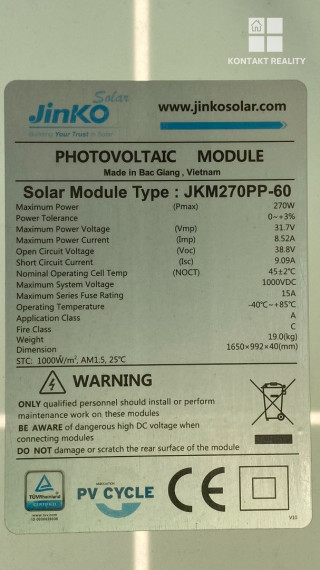 KONTAKT REALITY
Solar
JinKO
Building Your Trust in Solar
www.jinkosolar.com
PHOTOVOLTAIC MODULE
Made in Bac Giang , Vietnam
Solar Module Type : JKM270PP-60
Maximum Power (Pmax) 270W
Power Tolerance 0~+3%
Maximum Power Voltage (Vmp) 31.7V
Maximum Power Current (Imp) 8.52A
Open Circuit Voltage (Voc) 38.8V
Short Circuit Current (Isc) 9.09A
Nominal Operating Cell Temp (NOCT) 45±2℃
Maximum System Voltage 1000VDC
Maximum Series Fuse Rating 15A
Operating Temperature -40℃~+85℃
Application Class A
Fire Class C
Weight 19.0(kg)
Dimension 1650×992×40(mm)
STC: 1000W/m², AM1.5, 25℃
WARNING
ONLY qualified personnel should install or perform
maintenance work on these modules
BE AWARE of dangerous high DC voltage when
connecting modules
DO NOT damage or scratch the rear surface of the module
TÜVRheinland
CERTIFIED
www.tuv.com
PV CYCLE
CE
V10